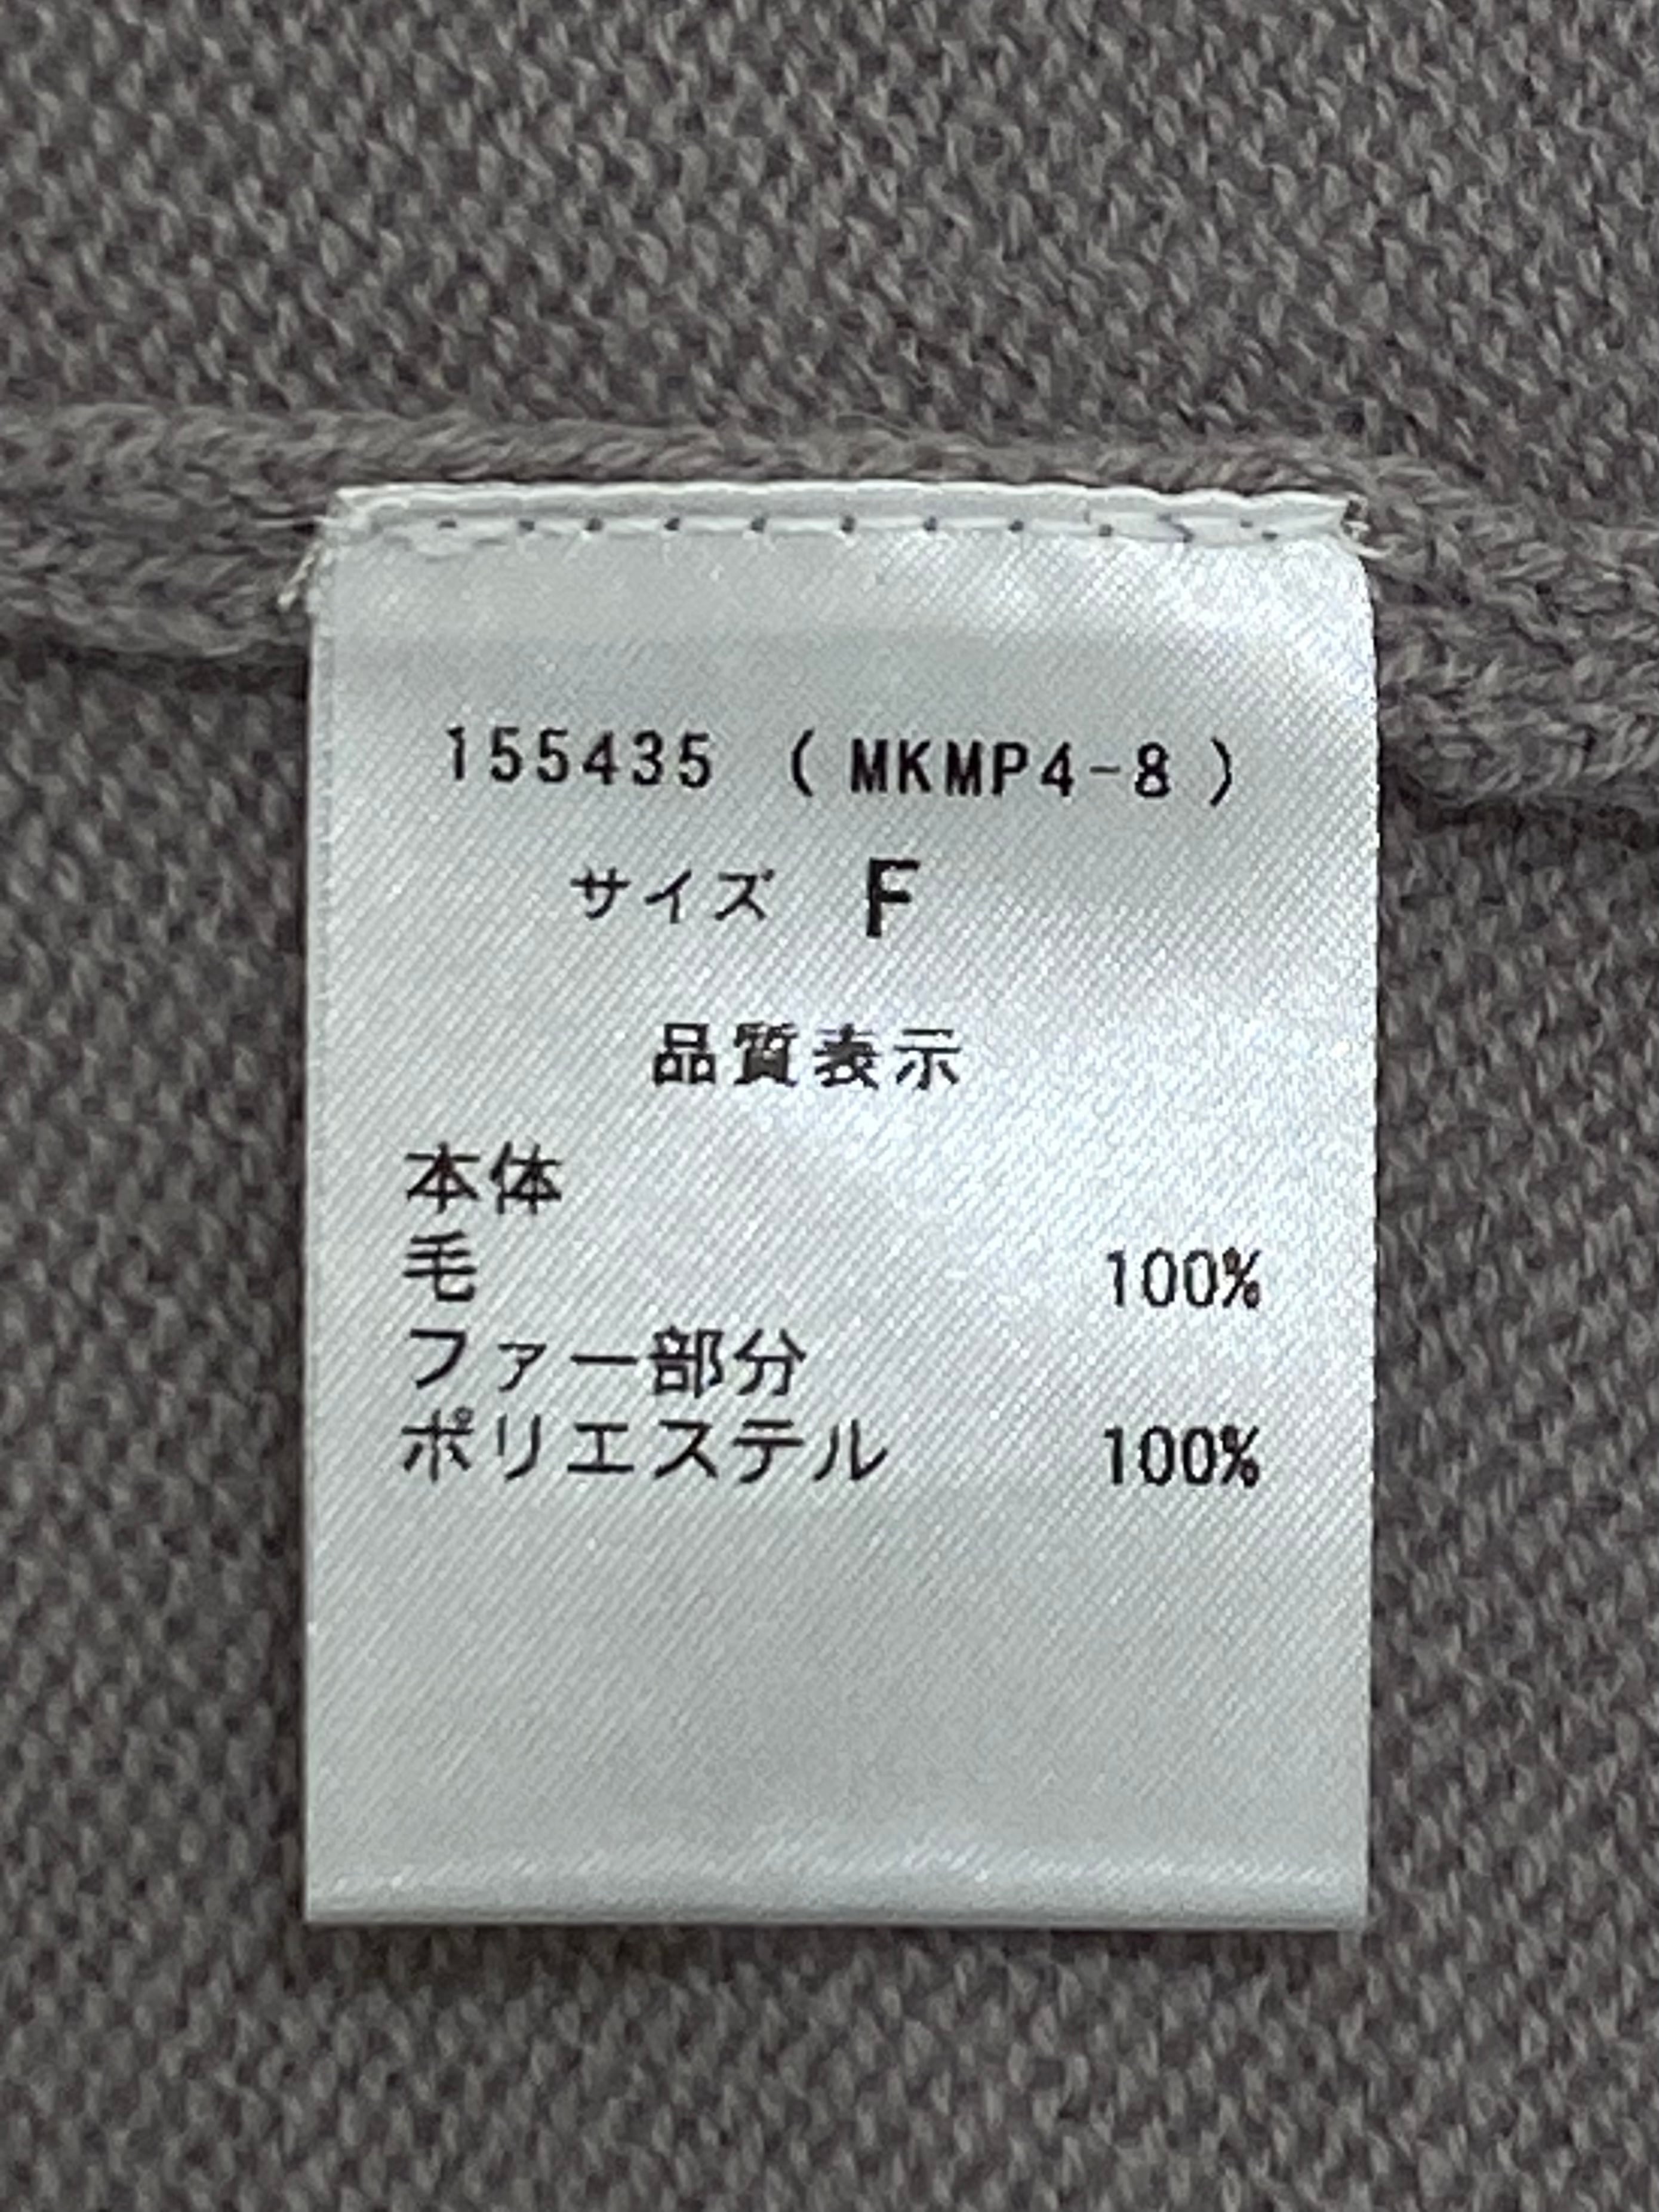 155435 (MKMP4-8)
サイズ F
品質表示
本体
毛 100%
ファー部分
ポリエステル 100%